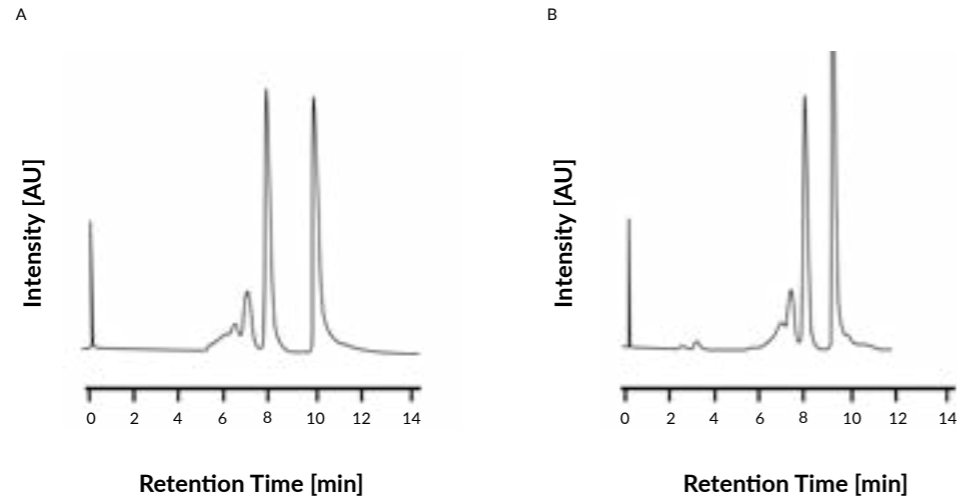 A
B
Intensity [AU]
Intensity [AU]
0 2 4 6 8 10 12 14
0 2 4 6 8 10 12 14
Retention Time [min]
Retention Time [min]